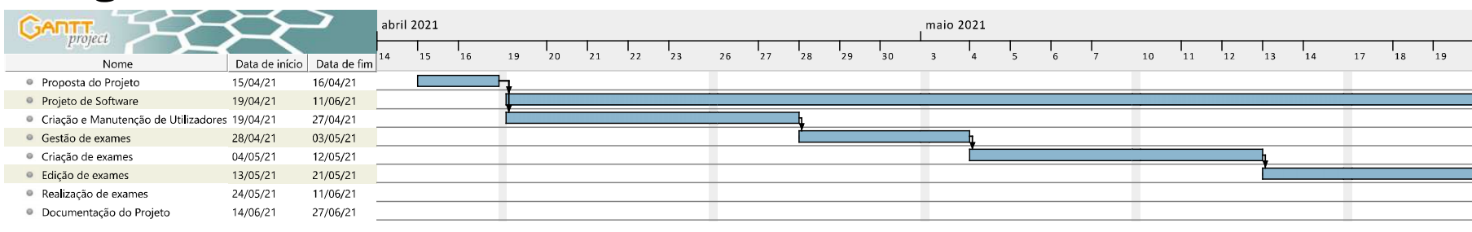 GANTT
project
abril 2021 maio 2021
14 15 16 19 20 21 22 23 26 27 28 29 30 3 4 5 6 7 10 11 12 13 14 17 18 19
Nome Data de início Data de fim
Proposta do Projeto 15/04/21 16/04/21
Projeto de Software 19/04/21 11/06/21
Criação e Manutenção de Utilizadores 19/04/21 27/04/21
Gestão de exames 28/04/21 03/05/21
Criação de exames 04/05/21 12/05/21
Edição de exames 13/05/21 21/05/21
Realização de exames 24/05/21 11/06/21
Documentação do Projeto 14/06/21 27/06/21